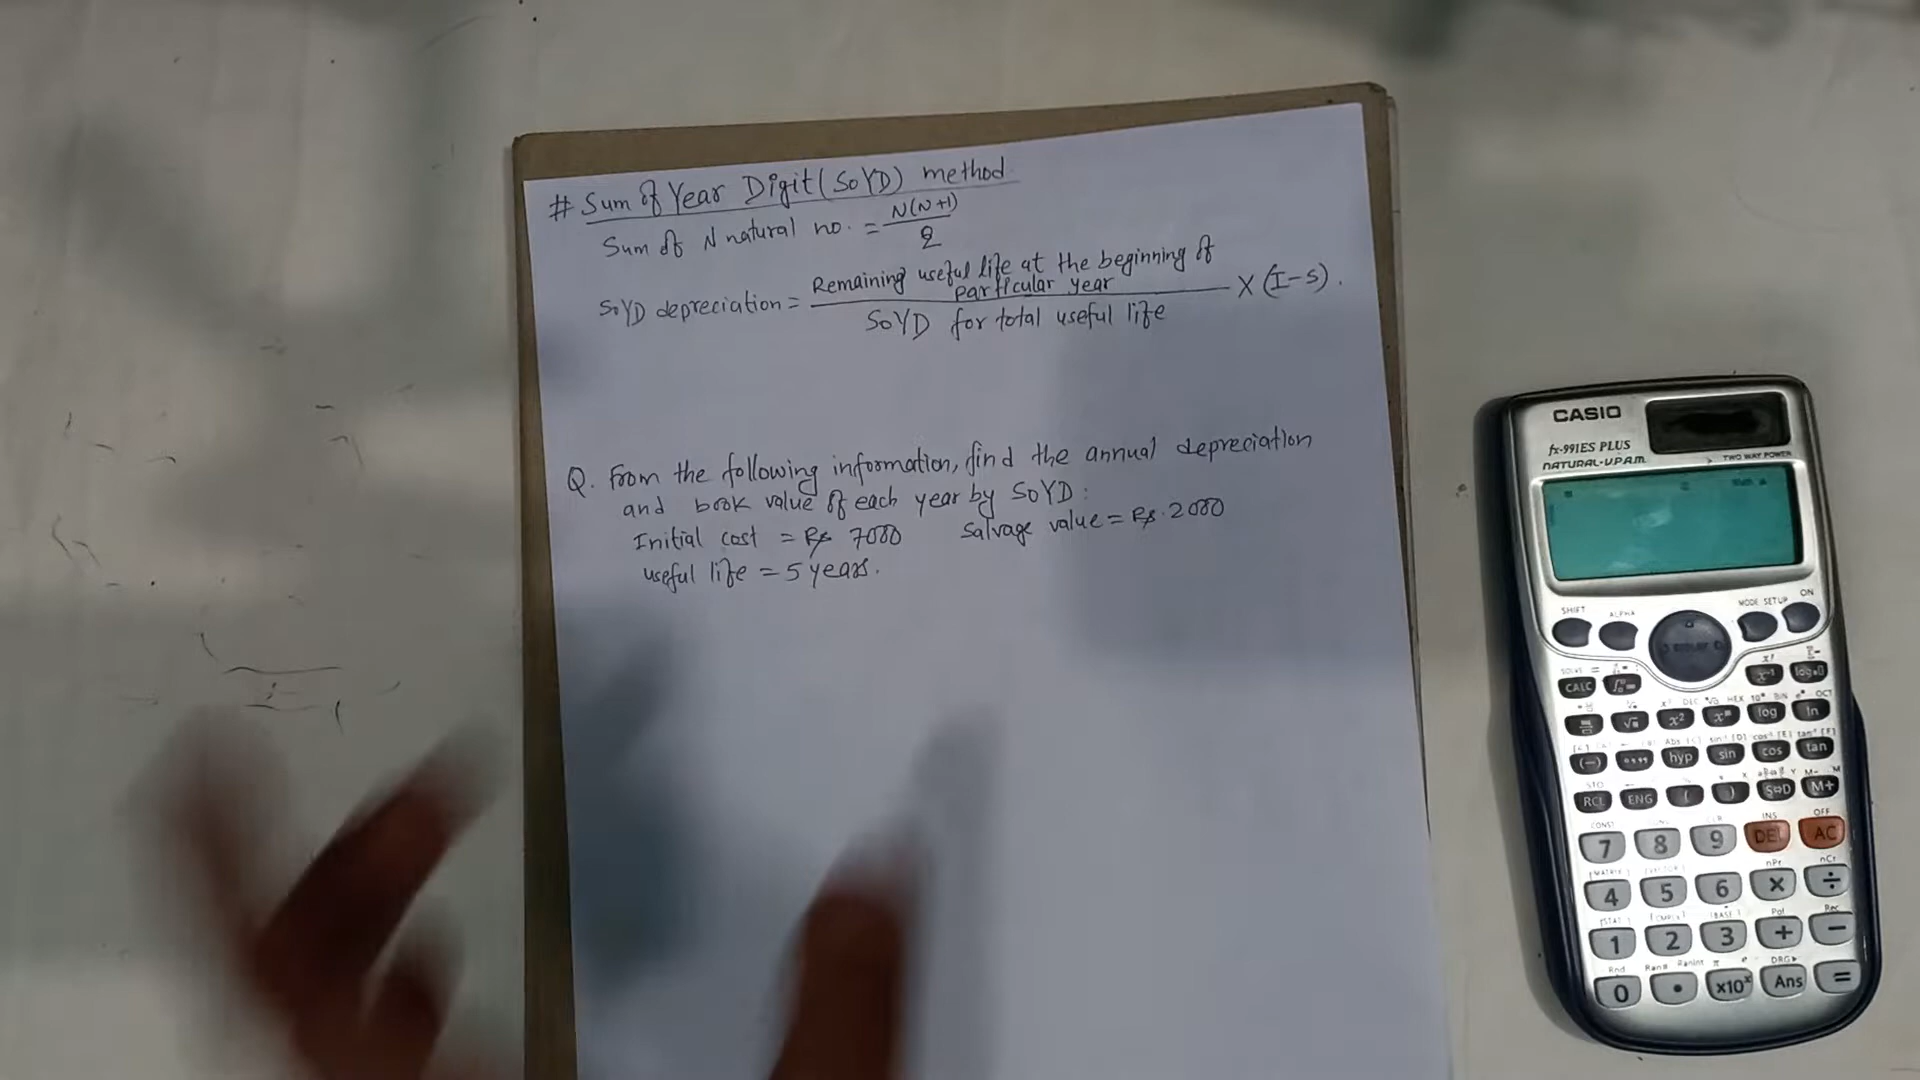 # Sum of Year Digit (SoYD) method.
Sum of N natural no. = N(N+1)
2
SoYD depreciation = Remaining useful life at the beginning of
particular year
SoYD for total useful life
X (I-S).
Q. From the following information, find the annual depreciation
and book value of each year by SoYD:
Initial cost = Rs 7000 Salvage value = Rs. 2000
useful life = 5 years.
CASIO
fx-991ES PLUS
NATURAL-V.P.A.M.
TWO WAY POWER
SHIFT ALPHA MODE SETUP ON
CALC
log ln
hyp sin cos tan
RCL ENG ( ) S⇔D M+
7 8 9 DEL AC
4 5 6 × ÷
1 2 3 + −
0 • ×10ˣ Ans =